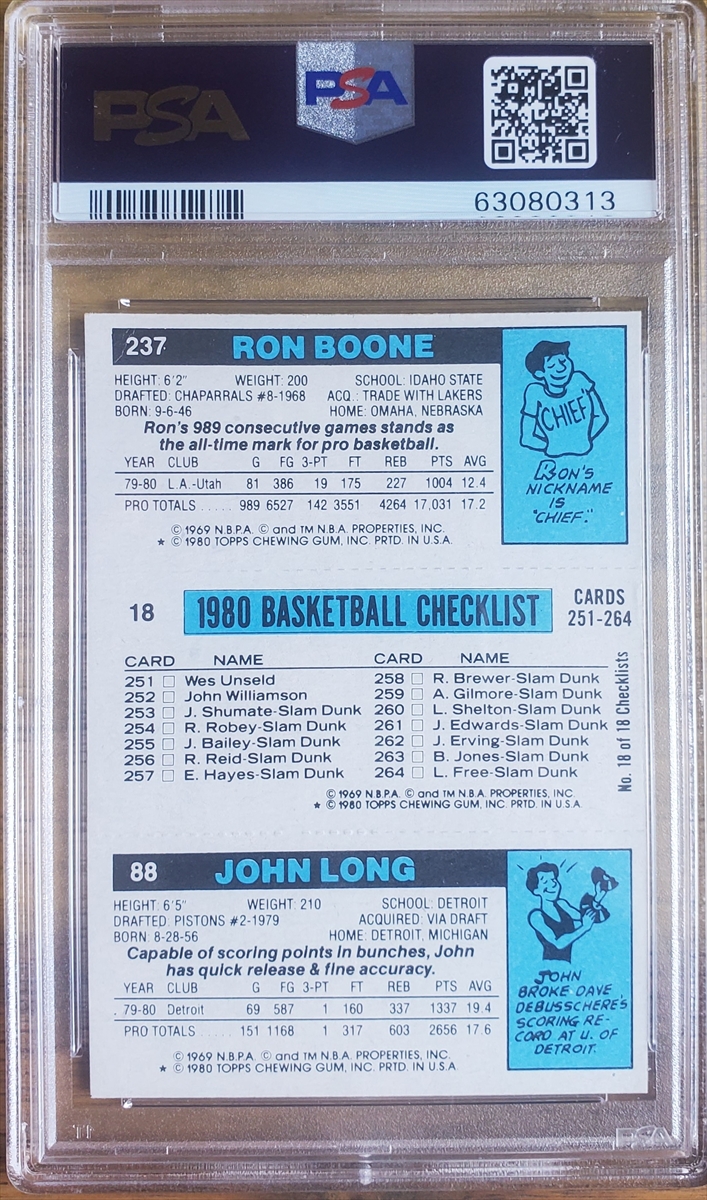 PSA
PSA
63080313
237 RON BOONE
HEIGHT: 6'2" WEIGHT: 200 SCHOOL: IDAHO STATE
DRAFTED: CHAPARRALS #8-1968 ACQ.: TRADE WITH LAKERS
BORN: 9-6-46 HOME: OMAHA, NEBRASKA
Ron's 989 consecutive games stands as
the all-time mark for pro basketball.
YEAR CLUB G FG 3-PT FT REB PTS AVG
79-80 L.A.-Utah 81 386 19 175 227 1004 12.4
PRO TOTALS ..... 989 6527 142 3551 4264 17,031 17.2
© 1969 N.B.P.A. © and TM N.B.A. PROPERTIES, INC.
★ © 1980 TOPPS CHEWING GUM, INC. PRTD. IN U.S.A.
CHIEF
RON'S
NICKNAME
IS
"CHIEF."
18 1980 BASKETBALL CHECKLIST CARDS
251-264
CARD NAME CARD NAME
251 □ Wes Unseld 258 □ R. Brewer-Slam Dunk
252 □ John Williamson 259 □ A. Gilmore-Slam Dunk
253 □ J. Shumate-Slam Dunk 260 □ L. Shelton-Slam Dunk
254 □ R. Robey-Slam Dunk 261 □ J. Edwards-Slam Dunk
255 □ J. Bailey-Slam Dunk 262 □ J. Erving-Slam Dunk
256 □ R. Reid-Slam Dunk 263 □ B. Jones-Slam Dunk
257 □ E. Hayes-Slam Dunk 264 □ L. Free-Slam Dunk
No. 18 of 18 Checklists
© 1969 N.B.P.A. © and TM N.B.A. PROPERTIES, INC.
★ © 1980 TOPPS CHEWING GUM, INC. PRTD. IN U.S.A.
88 JOHN LONG
HEIGHT: 6'5" WEIGHT: 210 SCHOOL: DETROIT
DRAFTED: PISTONS #2-1979 ACQUIRED: VIA DRAFT
BORN: 8-28-56 HOME: DETROIT, MICHIGAN
Capable of scoring points in bunches, John
has quick release & fine accuracy.
YEAR CLUB G FG 3-PT FT REB PTS AVG
79-80 Detroit 69 587 1 160 337 1337 19.4
PRO TOTALS ..... 151 1168 1 317 603 2656 17.6
© 1969 N.B.P.A. © and TM N.B.A. PROPERTIES, INC.
★ © 1980 TOPPS CHEWING GUM, INC. PRTD. IN U.S.A.
JOHN
BROKE DAVE
DEBUSSCHERE'S
SCORING RE-
CORD AT U. OF
DETROIT.
PSA